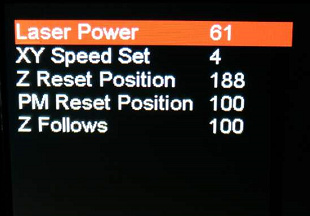 Laser Power 61
XY Speed Set 4
Z Reset Position 188
PM Reset Position 100
Z Follows 100